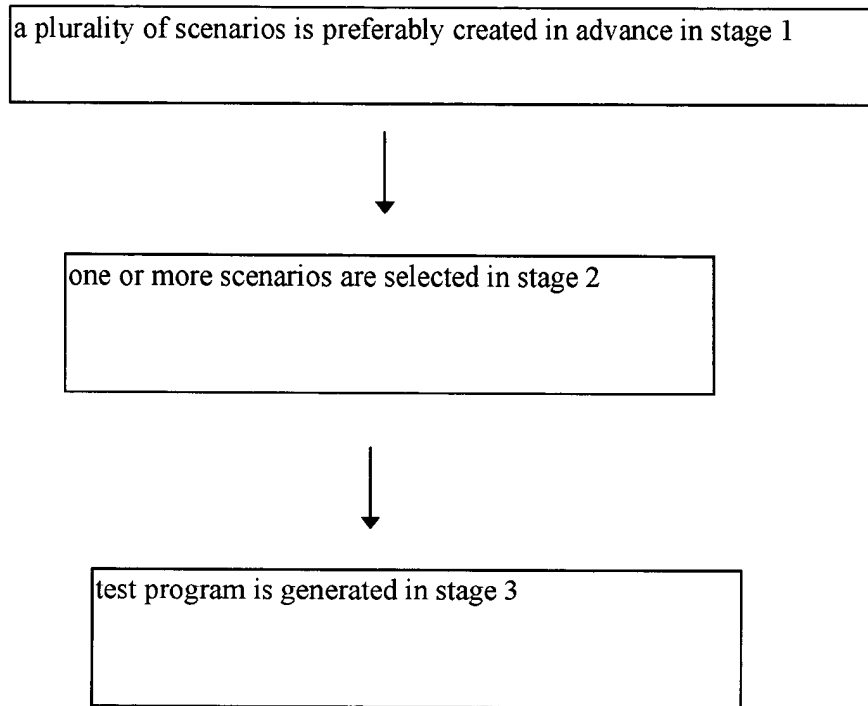 a plurality of scenarios is preferably created in advance in stage 1
one or more scenarios are selected in stage 2
test program is generated in stage 3